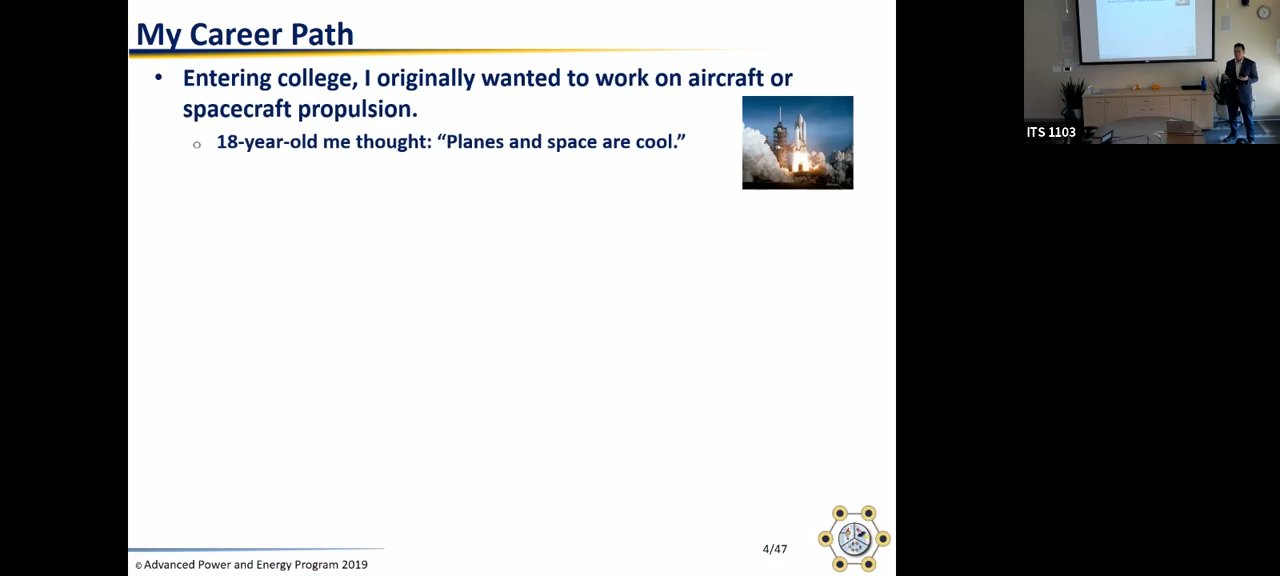 My Career Path
• Entering college, I originally wanted to work on aircraft or
spacecraft propulsion.
o 18-year-old me thought: “Planes and space are cool.”
ITS 1103
4/47
© Advanced Power and Energy Program 2019